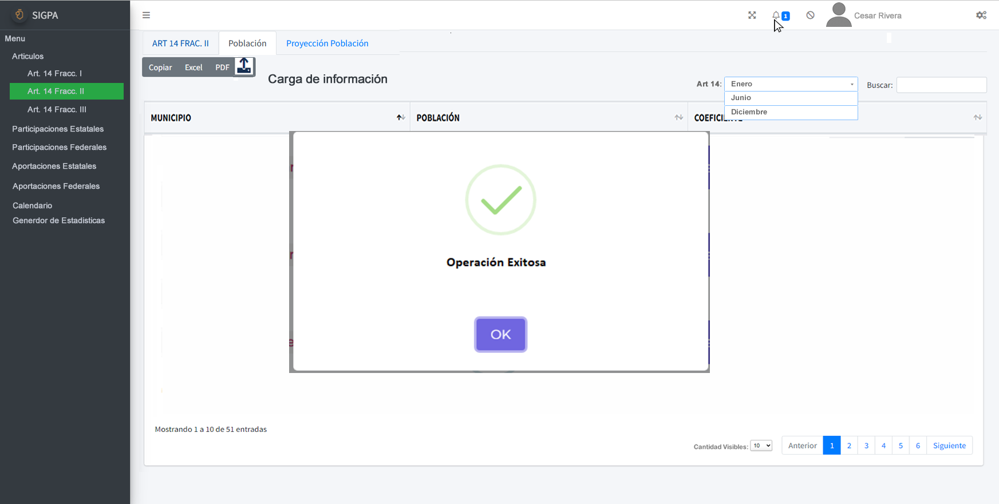 SIGPA
1
Cesar Rivera
Menu
Articulos
Art. 14 Fracc. I
Art. 14 Fracc. II
Art. 14 Fracc. III
Participaciones Estatales
Participaciones Federales
Aportaciones Estatales
Aportaciones Federales
Calendario
Generdor de Estadisticas
ART 14 FRAC. II
Población
Proyección Población
Copiar
Excel
PDF
Carga de información
Art 14:
Enero
Junio
Diciembre
Buscar:
MUNICIPIO
POBLACIÓN
Operación Exitosa
OK
Mostrando 1 a 10 de 51 entradas
Cantidad Visibles: 10
Anterior 1 2 3 4 5 6 Siguiente